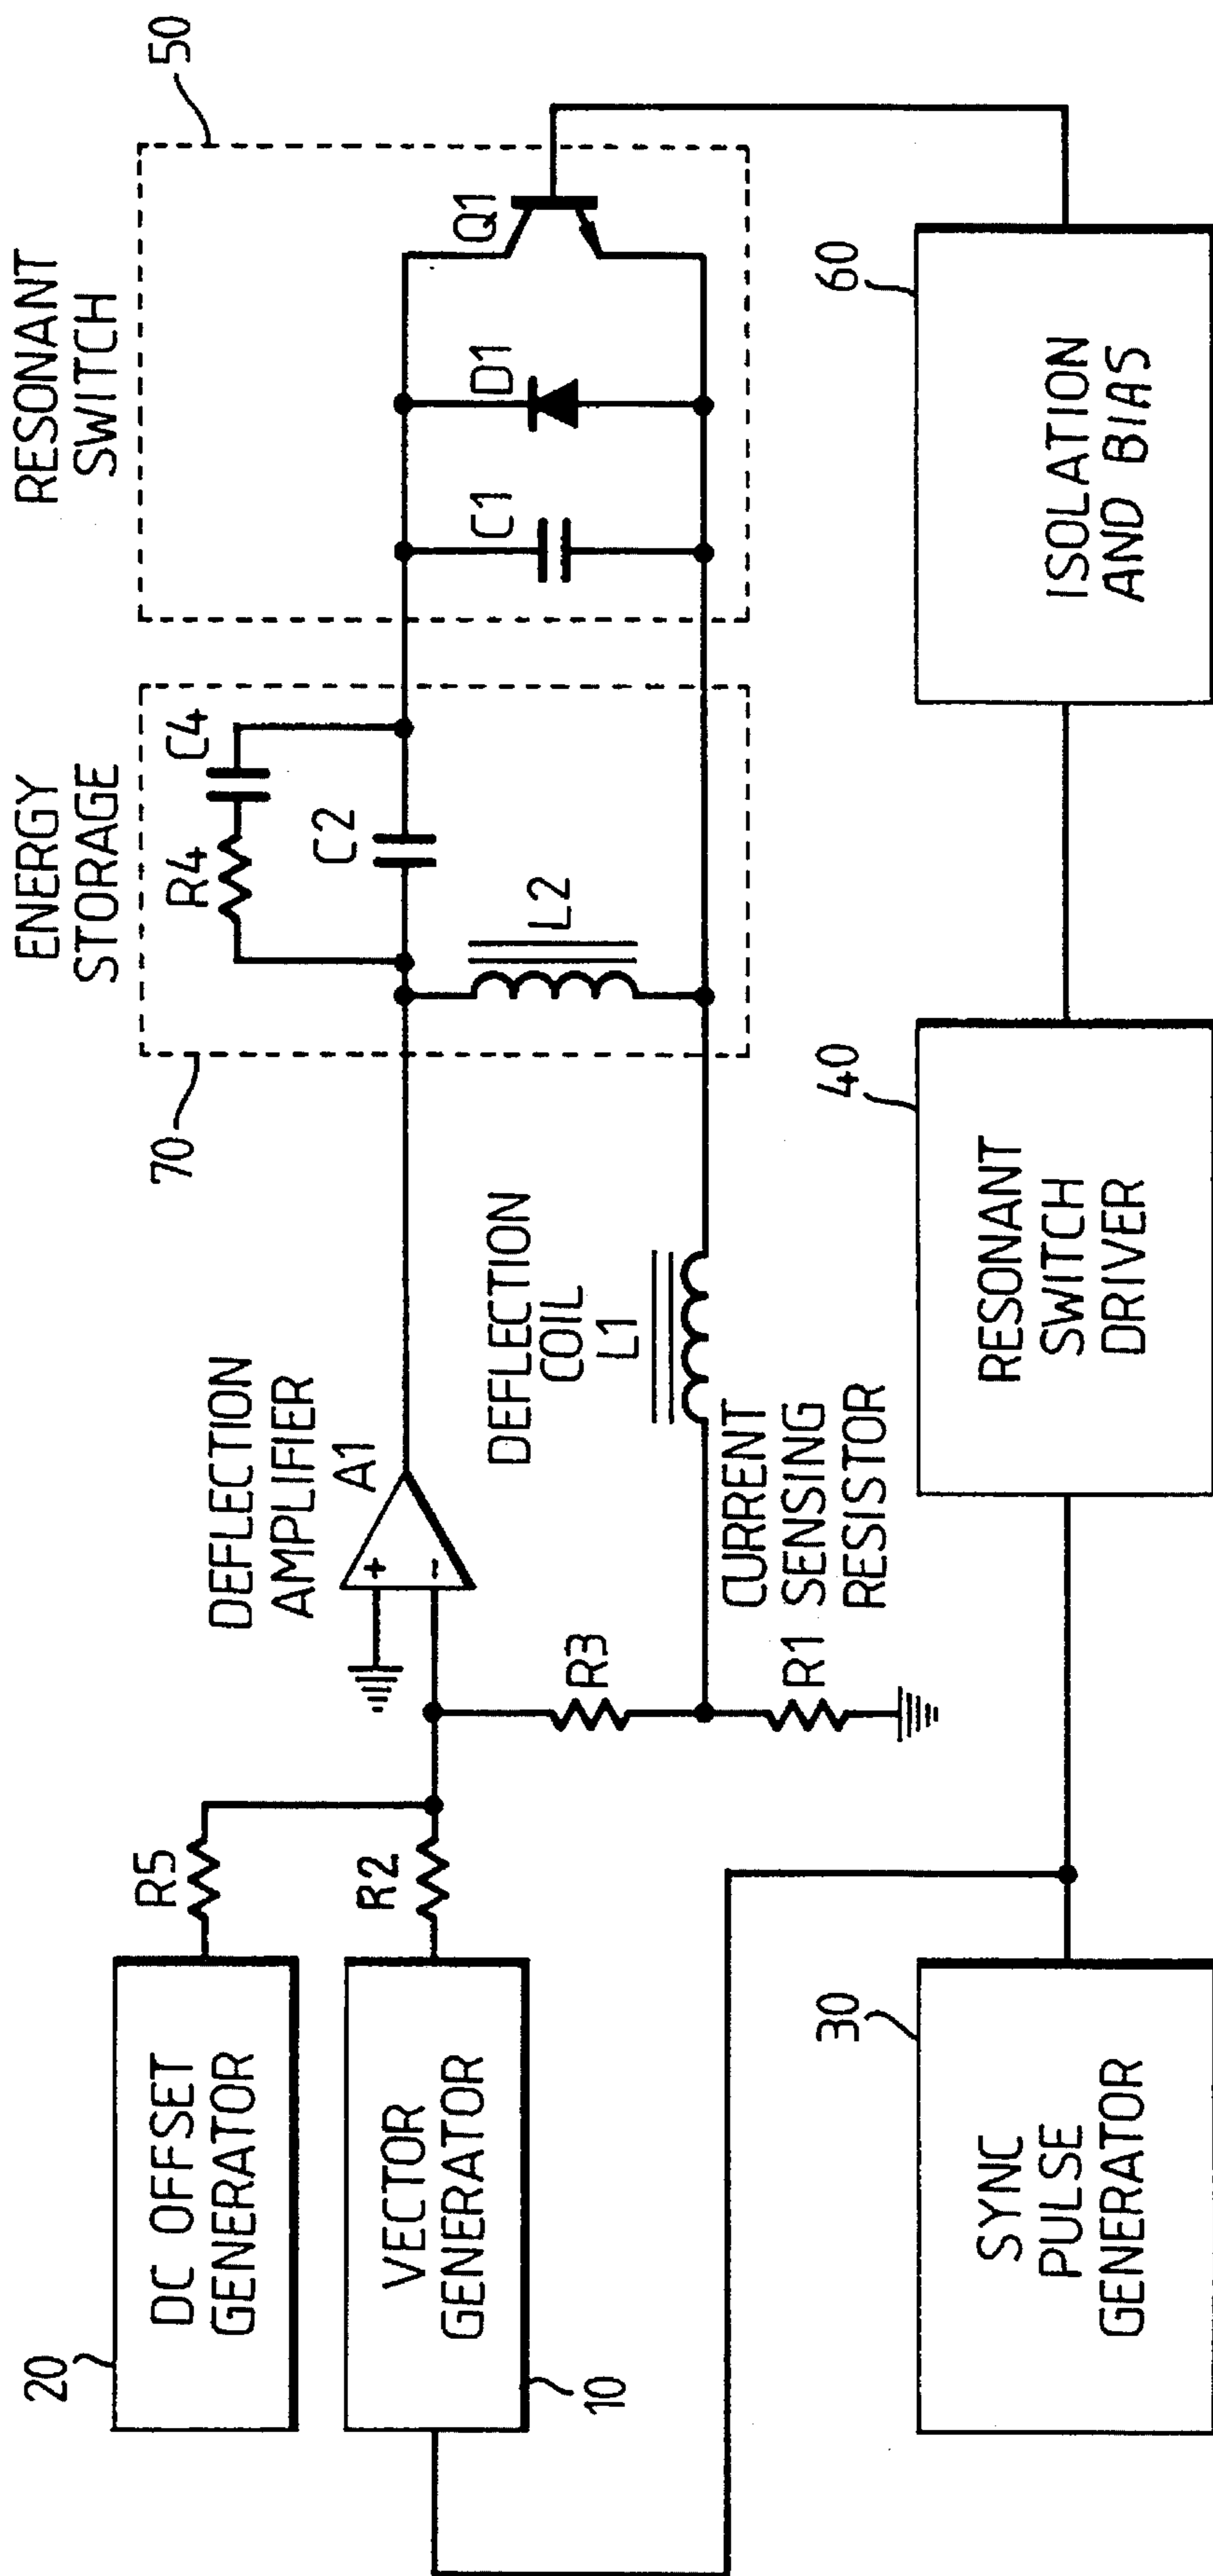 RESONANT
SWITCH
50
ENERGY
STORAGE
70
R4
C4
C2
L2
C1
D1
Q1
DEFLECTION
AMPLIFIER
A1
+
-
DEFLECTION
COIL
L1
CURRENT
SENSING
RESISTOR
R1
R3
R5
R2
20
DC OFFSET
GENERATOR
10
VECTOR
GENERATOR
30
SYNC
PULSE
GENERATOR
40
RESONANT
SWITCH
DRIVER
60
ISOLATION
AND BIAS